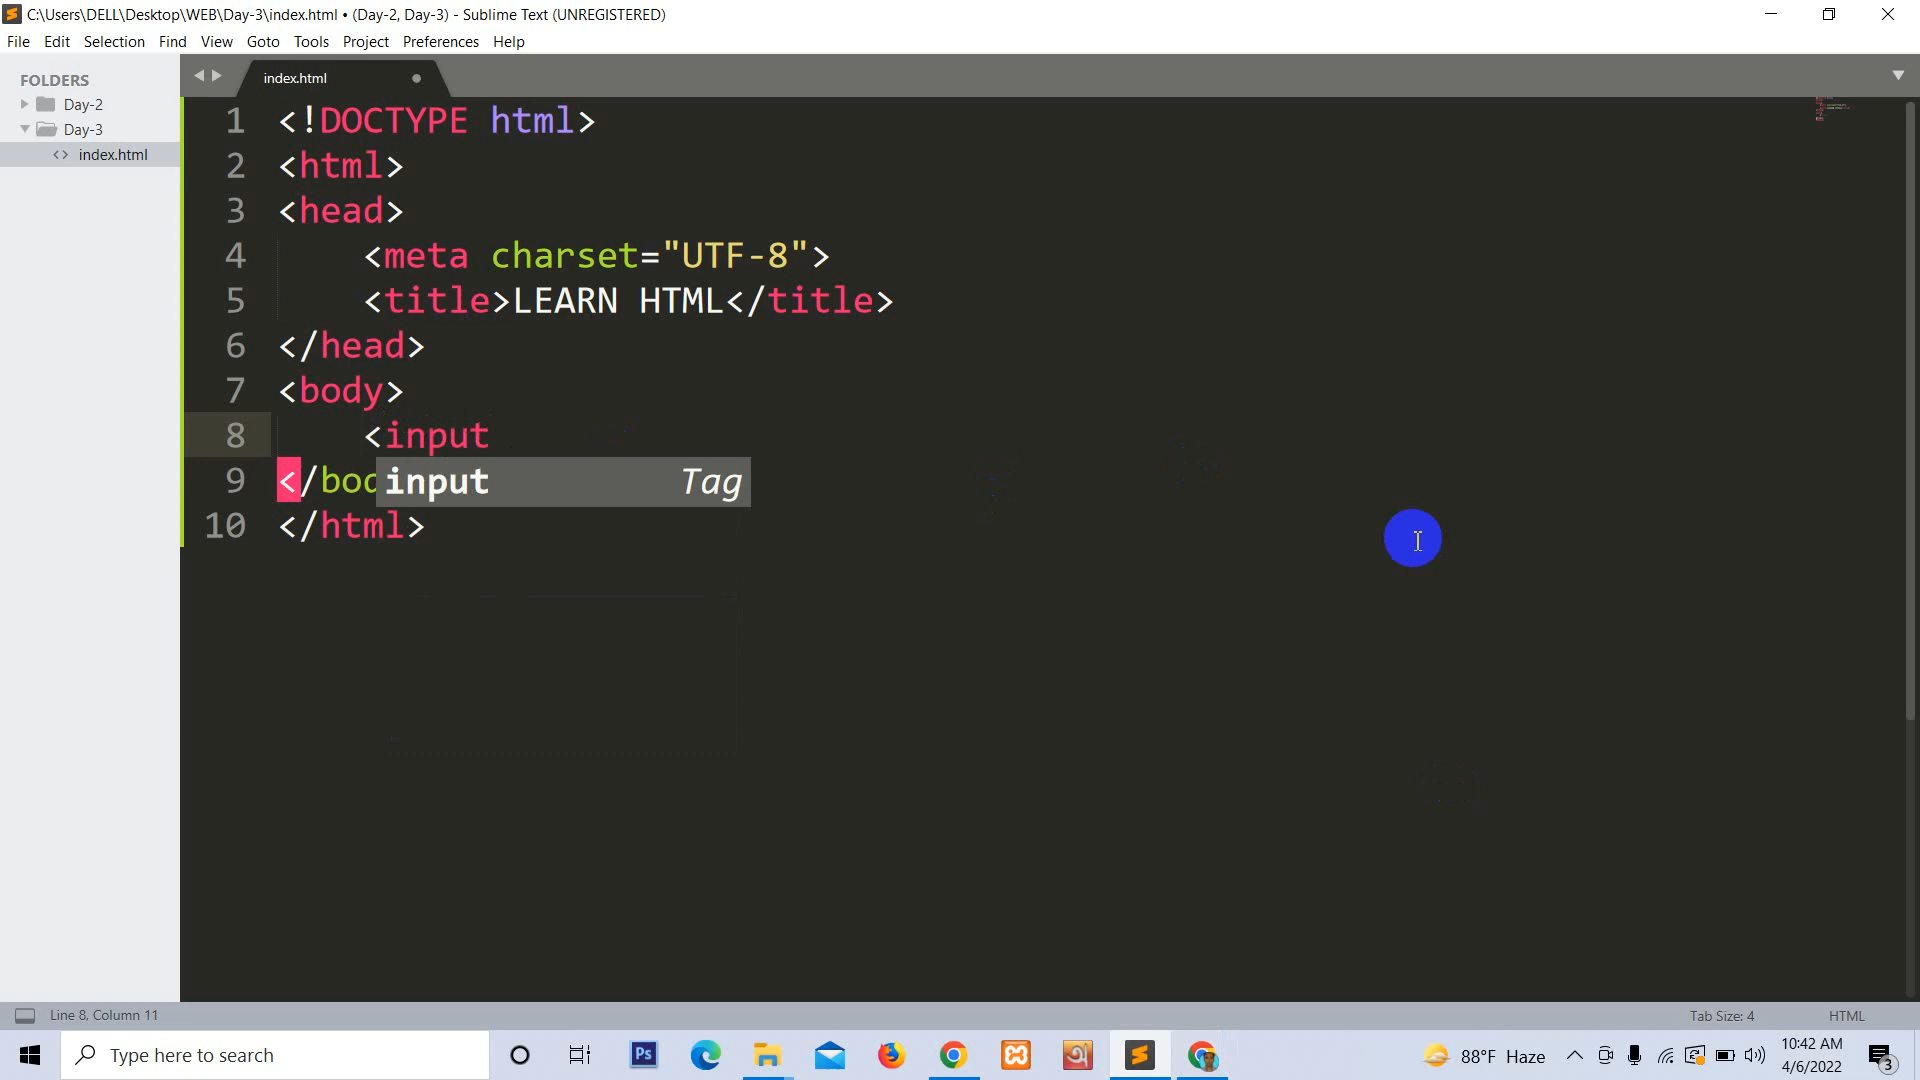 C:\Users\DELL\Desktop\WEB\Day-3\index.html • (Day-2, Day-3) - Sublime Text (UNREGISTERED)
File Edit Selection Find View Goto Tools Project Preferences Help
FOLDERS
Day-2
Day-3
<> index.html
index.html
1 <!DOCTYPE html>
2 <html>
3 <head>
4 <meta charset="UTF-8">
5 <title>LEARN HTML</title>
6 </head>
7 <body>
8 <input
9 </bod
input Tag
10 </html>
Line 8, Column 11
Tab Size: 4
HTML
Type here to search
Ps
88°F Haze
10:42 AM
4/6/2022
3